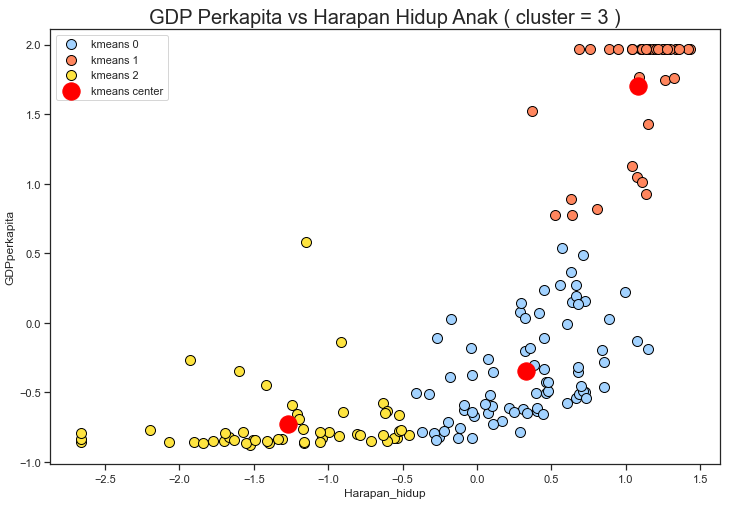 GDP Perkapita vs Harapan Hidup Anak ( cluster = 3 )
kmeans 0
kmeans 1
kmeans 2
kmeans center
GDPperkapita
2.0
1.5
1.0
0.5
0.0
−0.5
−1.0
−2.5 −2.0 −1.5 −1.0 −0.5 0.0 0.5 1.0 1.5
Harapan_hidup